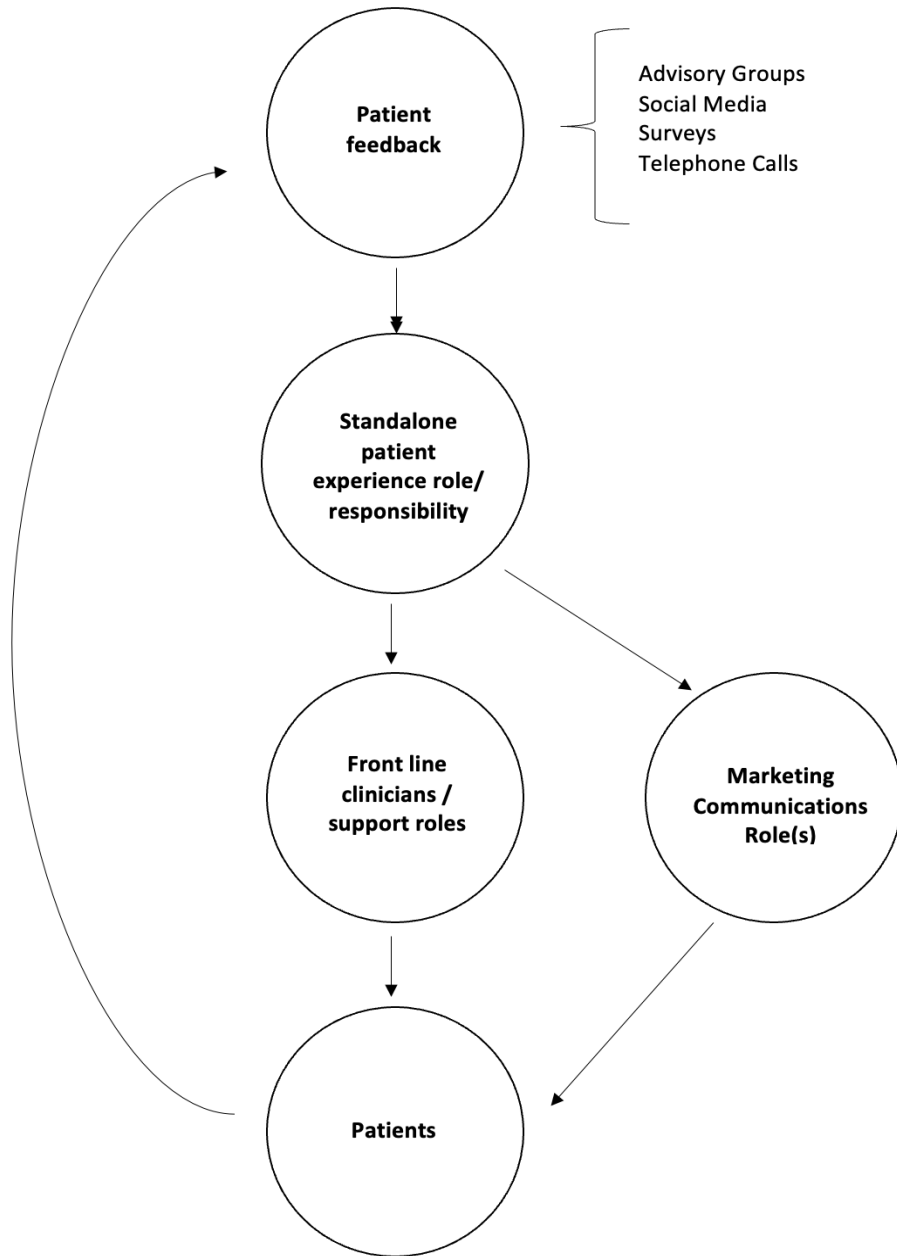 Patient
feedback
Advisory Groups
Social Media
Surveys
Telephone Calls
Standalone
patient
experience role/
responsibility
Front line
clinicians /
support roles
Marketing
Communications
Role(s)
Patients